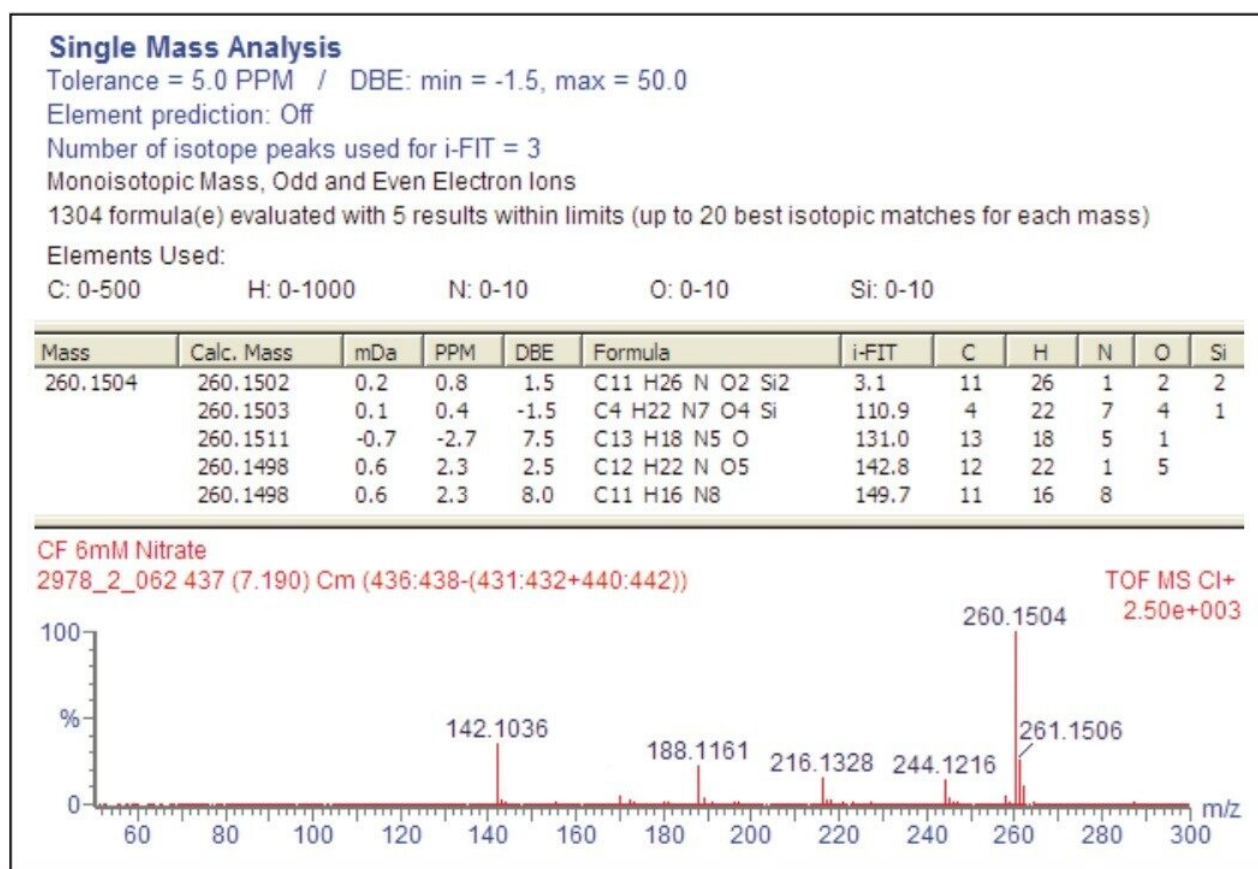 Single Mass Analysis
Tolerance = 5.0 PPM / DBE: min = -1.5, max = 50.0
Element prediction: Off
Number of isotope peaks used for i-FIT = 3
Monoisotopic Mass, Odd and Even Electron Ions
1304 formula(e) evaluated with 5 results within limits (up to 20 best isotopic matches for each mass)
Elements Used:
C: 0-500 H: 0-1000 N: 0-10 O: 0-10 Si: 0-10
Mass Calc. Mass mDa PPM DBE Formula i-FIT C H N O Si
260.1504 260.1502 0.2 0.8 1.5 C11 H26 N O2 Si2 3.1 11 26 1 2 2
260.1503 0.1 0.4 -1.5 C4 H22 N7 O4 Si 110.9 4 22 7 4 1
260.1511 -0.7 -2.7 7.5 C13 H18 N5 O 131.0 13 18 5 1
260.1498 0.6 2.3 2.5 C12 H22 N O5 142.8 12 22 1 5
260.1498 0.6 2.3 8.0 C11 H16 N8 149.7 11 16 8
CF 6mM Nitrate
2978_2_062 437 (7.190) Cm (436:438-(431:432+440:442)) TOF MS CI+
2.50e+003
260.1504
100
%
142.1036 188.1161 216.1328 244.1216 261.1506
0 m/z
60 80 100 120 140 160 180 200 220 240 260 280 300